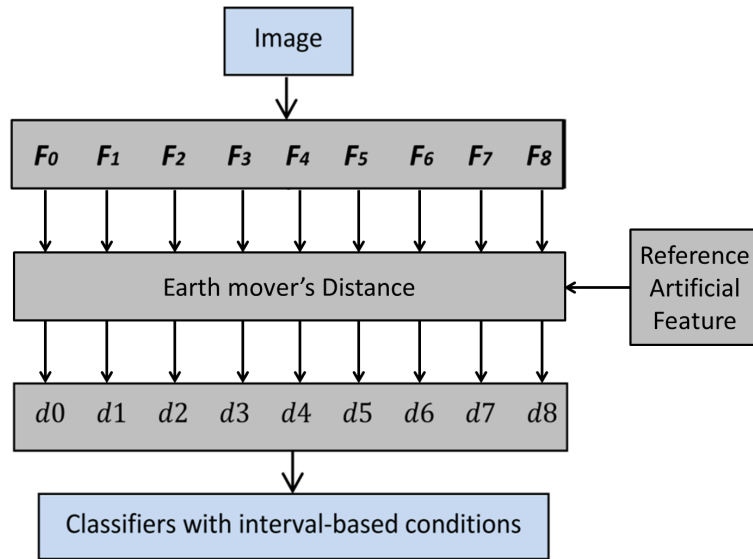 Image
F0 F1 F2 F3 F4 F5 F6 F7 F8
Earth mover's Distance
Reference
Artificial
Feature
d0 d1 d2 d3 d4 d5 d6 d7 d8
Classifiers with interval-based conditions